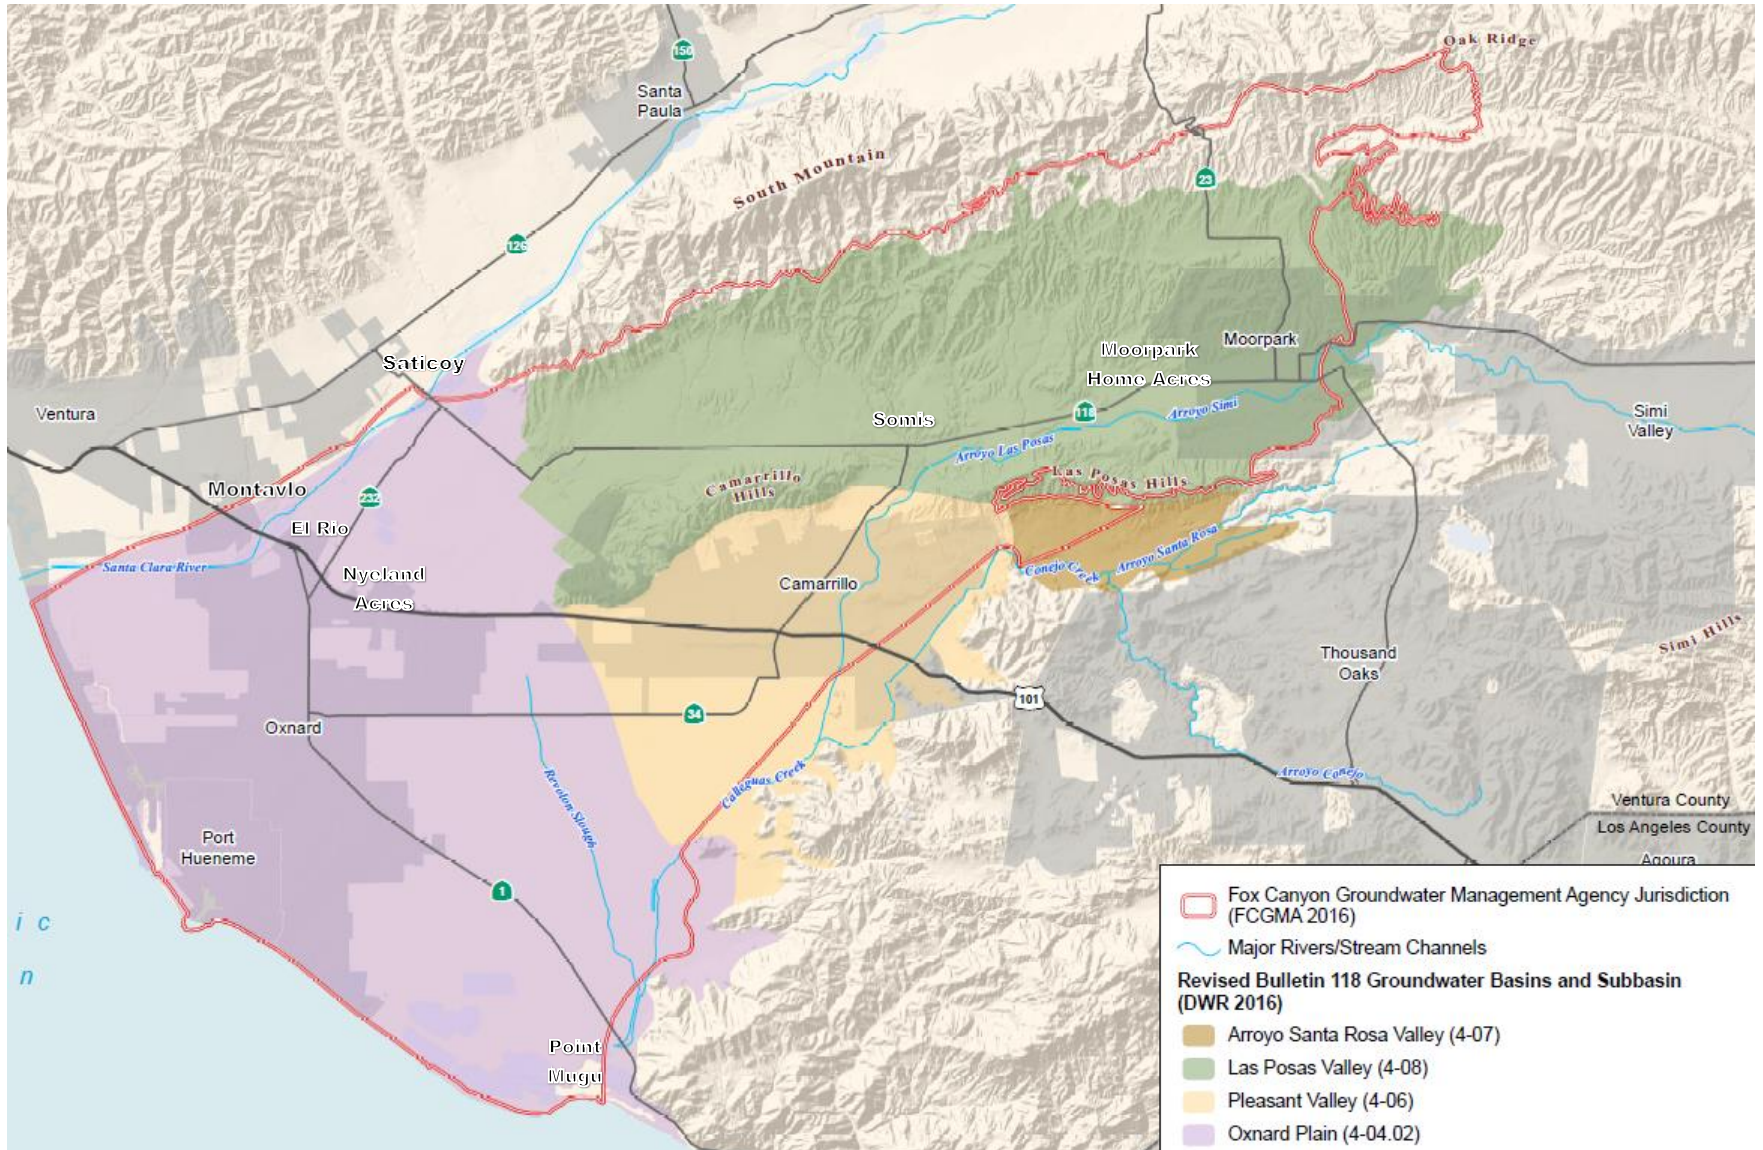 Oak Ridge
150
Santa
Paula
South Mountain
23
126
Saticoy
Moorpark
Moorpark
Home Acres
Ventura
Somis
118
Arroyo Simi
Simi
Valley
Arroyo Las Posas
Camarrillo
Hills
Las Posas Hills
Montavlo
232
El Rio
Arroyo Santa Rosa
Santa Clara River
Conejo Creek
Nyeland
Acres
Camarrillo
Simi Hills
Thousand
Oaks
101
34
Oxnard
Calleguas Creek
Revolon Slough
Arroyo Conejo
Ventura County
Los Angeles County
Agoura
Port
Hueneme
1
i c
n
Point
Mugu
Fox Canyon Groundwater Management Agency Jurisdiction
(FCGMA 2016)
Major Rivers/Stream Channels
Revised Bulletin 118 Groundwater Basins and Subbasin
(DWR 2016)
Arroyo Santa Rosa Valley (4-07)
Las Posas Valley (4-08)
Pleasant Valley (4-06)
Oxnard Plain (4-04.02)